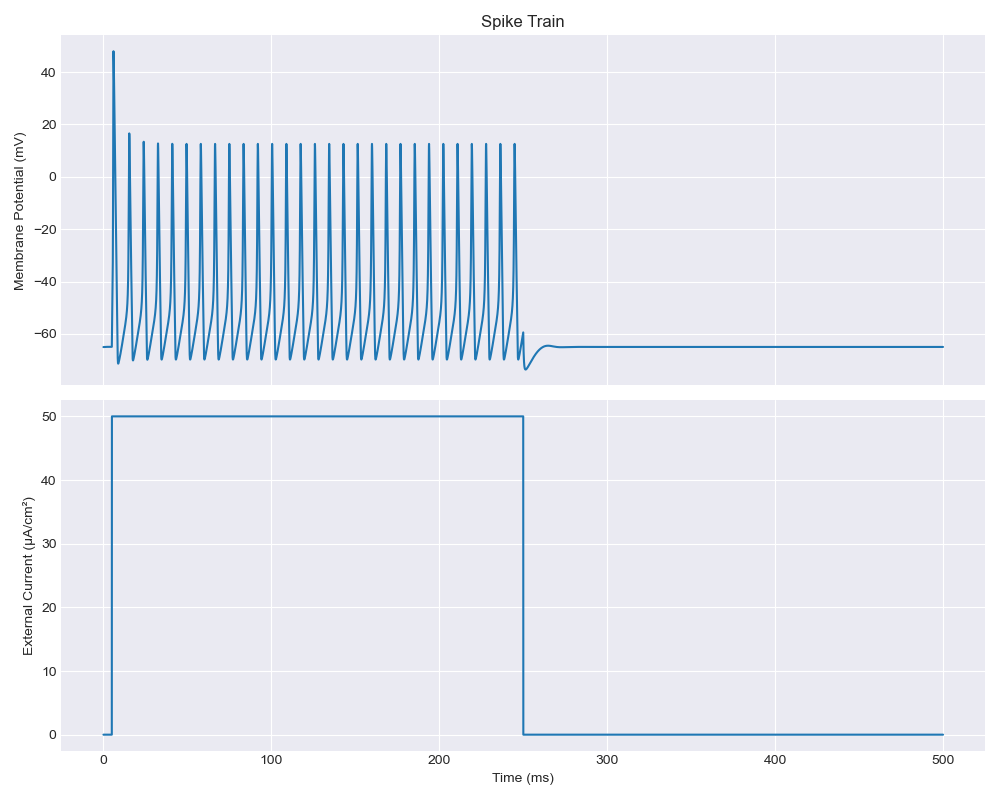 Spike Train
Membrane Potential (mV)
40
20
0
−20
−40
−60
External Current (µA/cm²)
50
40
30
20
10
0
0 100 200 300 400 500
Time (ms)